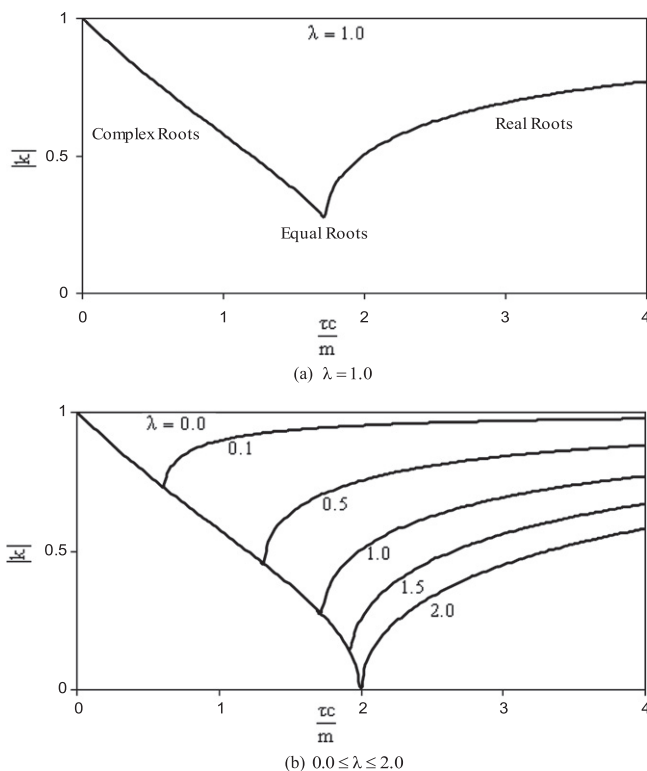 1
λ = 1.0
Complex Roots
Real Roots
|k|
0.5
Equal Roots
0
0 1 2 3 4
τc
m
(a) λ = 1.0
1
λ = 0.0
0.1
0.5
|k|
0.5
1.0
1.5
2.0
0
0 1 2 3 4
τc
m
(b) 0.0 ≤ λ ≤ 2.0